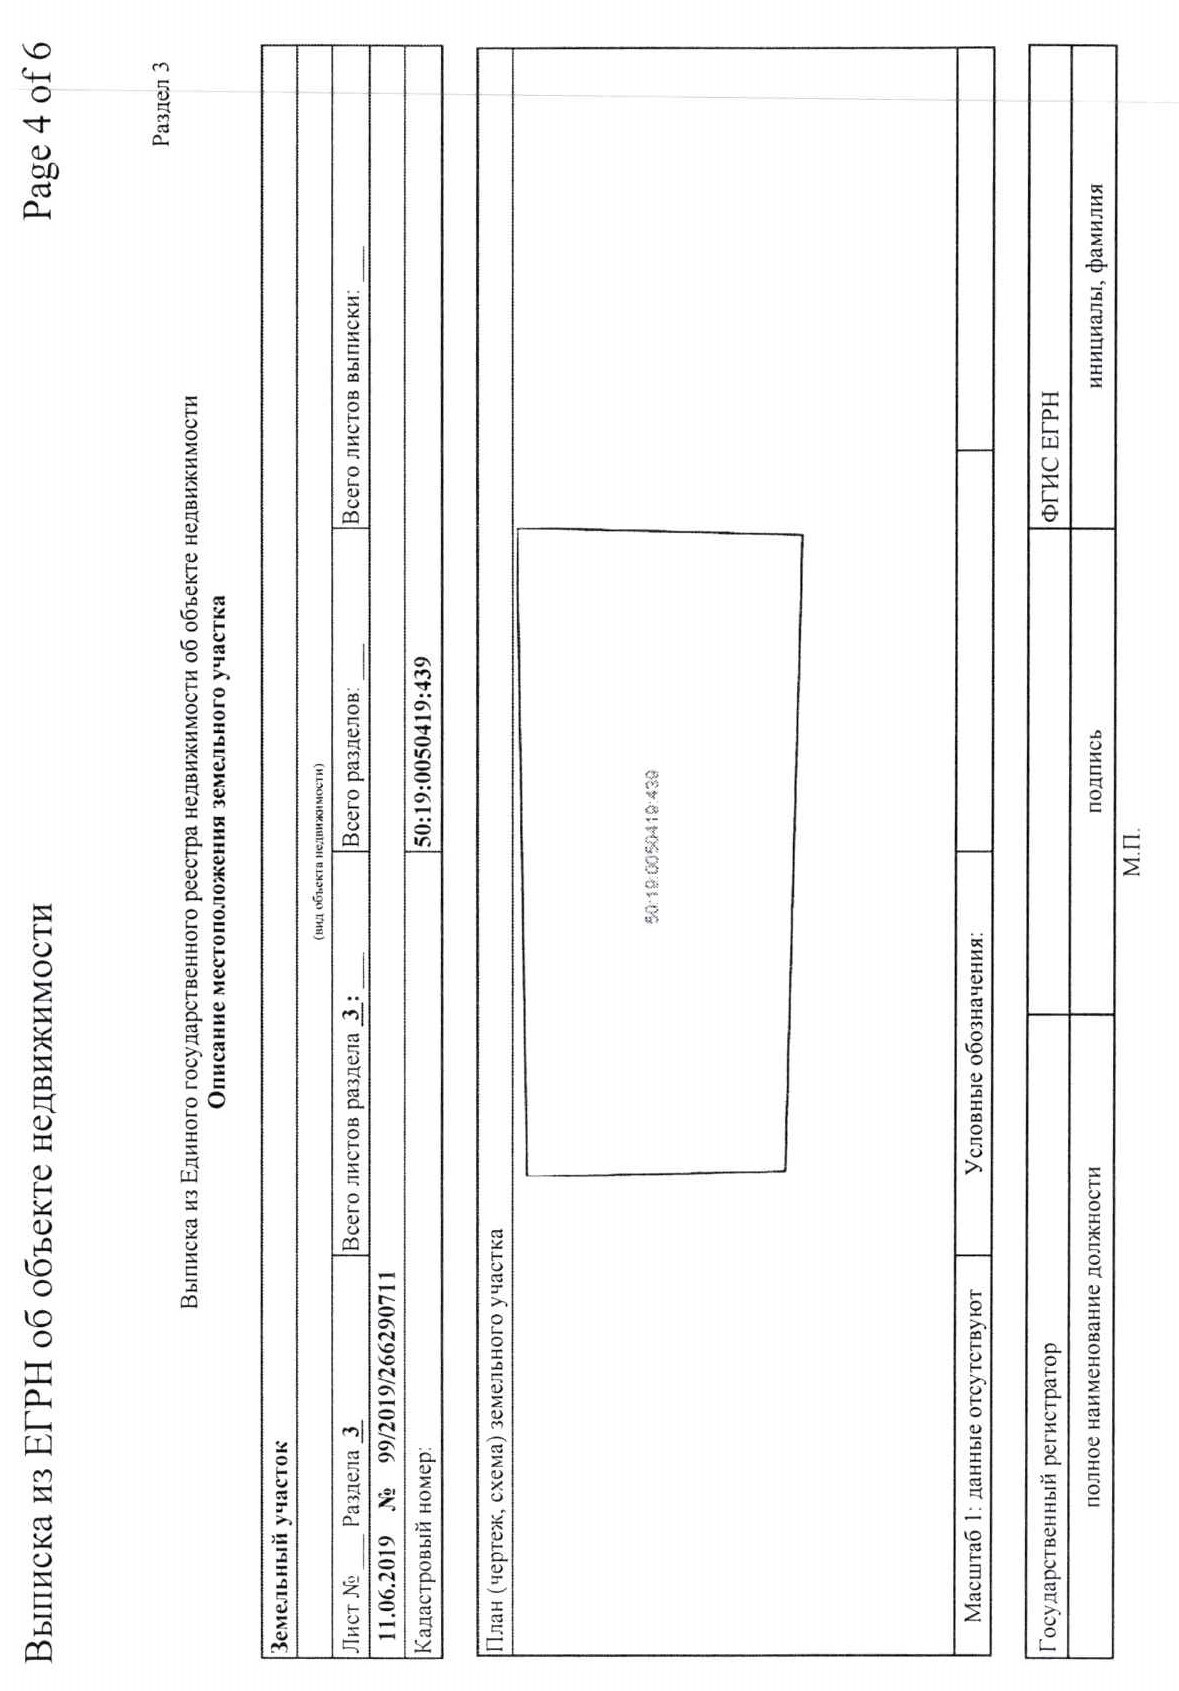 Выписка из ЕГРН об объекте недвижимости Page 4 of 6
Раздел 3
Выписка из Единого государственного реестра недвижимости об объекте недвижимости
Описание местоположения земельного участка
Земельный участок
(вид объекта недвижимости)
Лист № ___ Раздела 3 Всего листов раздела 3 : ___ Всего разделов: ___ Всего листов выписки: ___
11.06.2019 № 99/2019/266290711
Кадастровый номер: 50:19:0050419:439
План (чертеж, схема) земельного участка
50:19:0050419:439
Масштаб 1: данные отсутствуют Условные обозначения:
Государственный регистратор ФГИС ЕГРН
полное наименование должности подпись инициалы, фамилия
М.П.